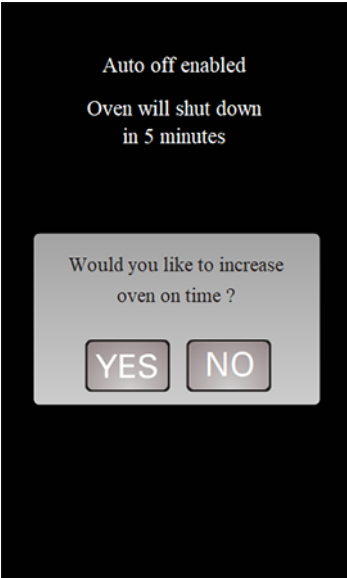 Auto off enabled
Oven will shut down
in 5 minutes
Would you like to increase
oven on time ?
YES NO